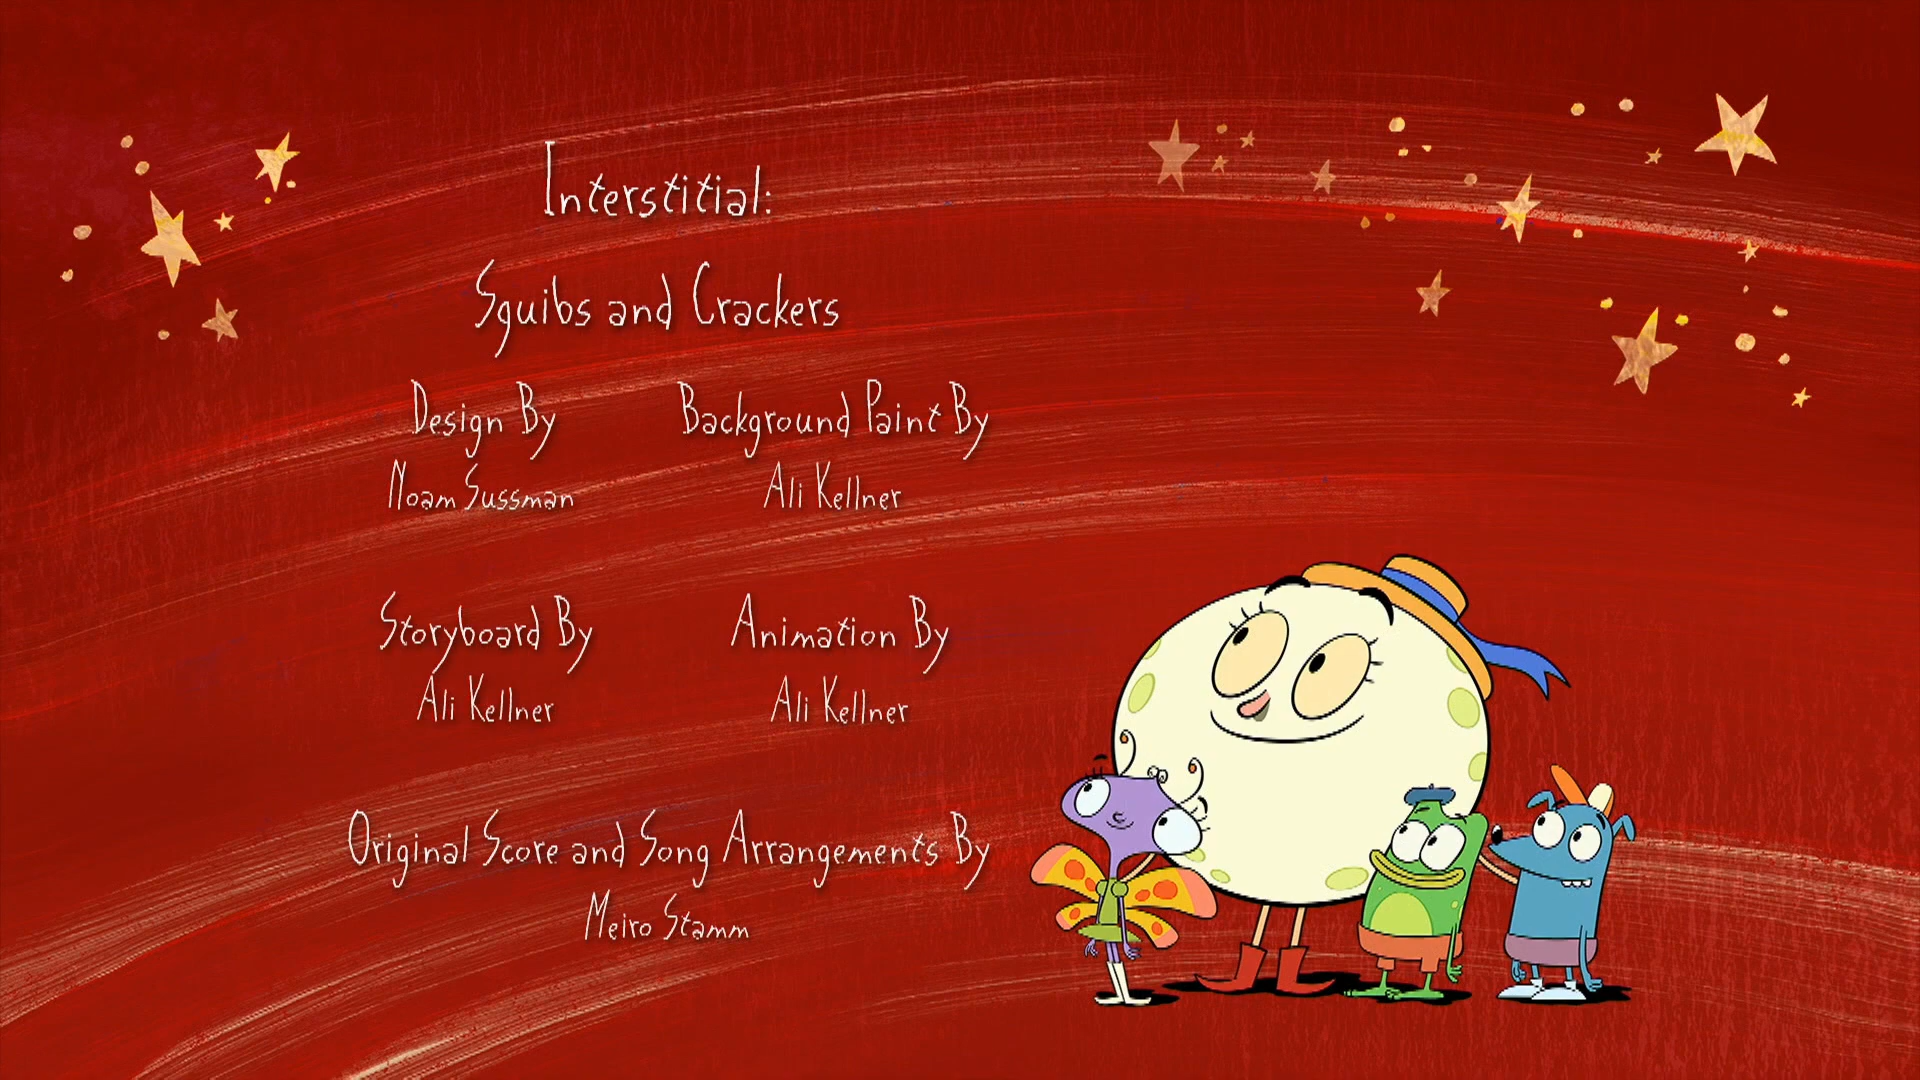 Interstitial:
Squibs and Crackers
Design By
Noam Sussman
Background Paint By
Ali Kellner
Storyboard By
Ali Kellner
Animation By
Ali Kellner
Original Score and Song Arrangements By
Meiro Stamm